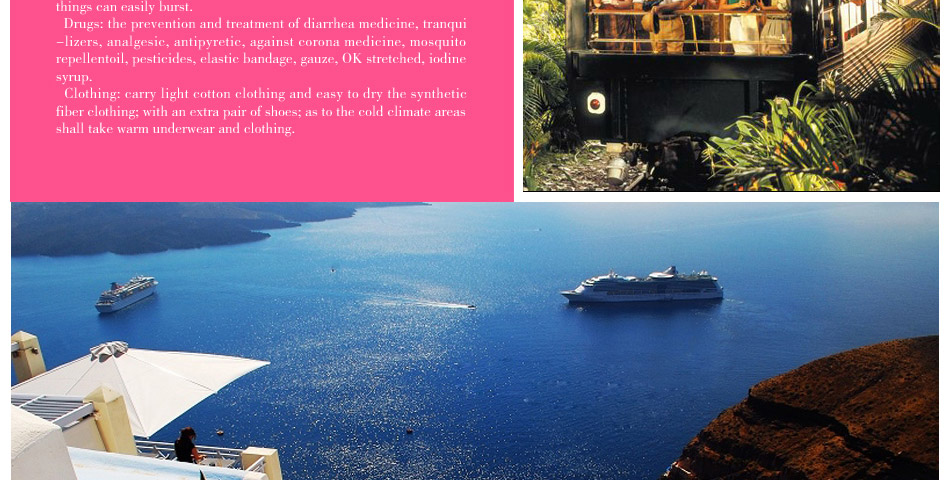 things can easily burst.
Drugs: the prevention and treatment of diarrhea medicine, tranqui
-lizers, analgesic, antipyretic, against corona medicine, mosquito
repellentoil, pesticides, elastic bandage, gauze, OK stretched, iodine
syrup.
Clothing: carry light cotton clothing and easy to dry the synthetic
fiber clothing; with an extra pair of shoes; as to the cold climate areas
shall take warm underwear and clothing.